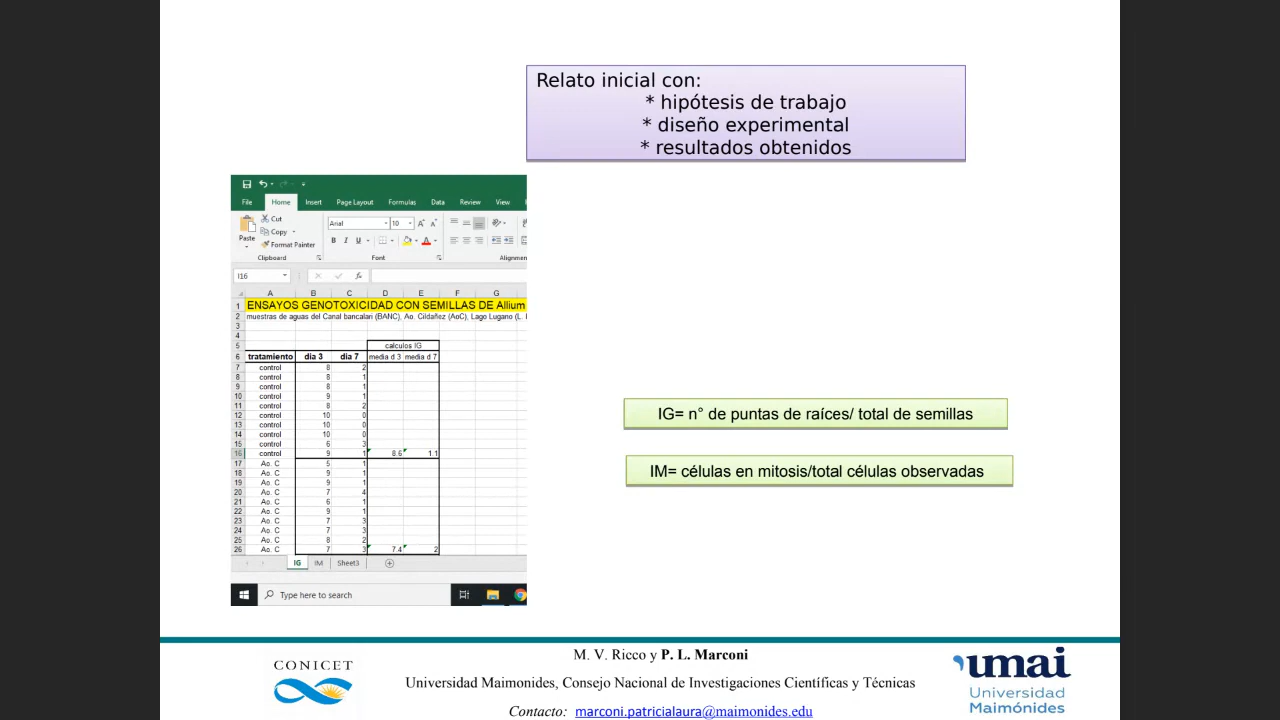 Relato inicial con:
* hipótesis de trabajo
* diseño experimental
* resultados obtenidos
File Home Insert Page Layout Formulas Data Review View
Cut
Copy
Paste
Format Painter
Arial 10
B I U
Clipboard Font Alignmen
I16 fx
A B C D E F G
1 ENSAYOS GENOTOXICIDAD CON SEMILLAS DE Allium
2 muestras de aguas del Canal bancalari (BANC), Ao. Cildañez (AoC), Lago Lugano (L.
3
4
5 calculos IG
6 tratamiento dia 3 dia 7 media d 3 media d 7
7 control 8 2
8 control 8 1
9 control 8 1
10 control 9 1
11 control 8 2
12 control 10 0
13 control 10 0
14 control 10 0
15 control 6 3
16 control 9 1 8.6 1.1
17 Ao. C 5 1
18 Ao. C 9 1
19 Ao. C 9 1
20 Ao. C 7 4
21 Ao. C 6 1
22 Ao. C 9 1
23 Ao. C 7 3
24 Ao. C 7 3
25 Ao. C 8 2
26 Ao. C 7 3 7.4 2
IG IM Sheet3
Type here to search
IG= n° de puntas de raíces/ total de semillas
IM= células en mitosis/total células observadas
CONICET
M. V. Ricco y P. L. Marconi
Universidad Maimonides, Consejo Nacional de Investigaciones Científicas y Técnicas
Contacto: marconi.patricialaura@maimonides.edu
umai
Universidad
Maimónides